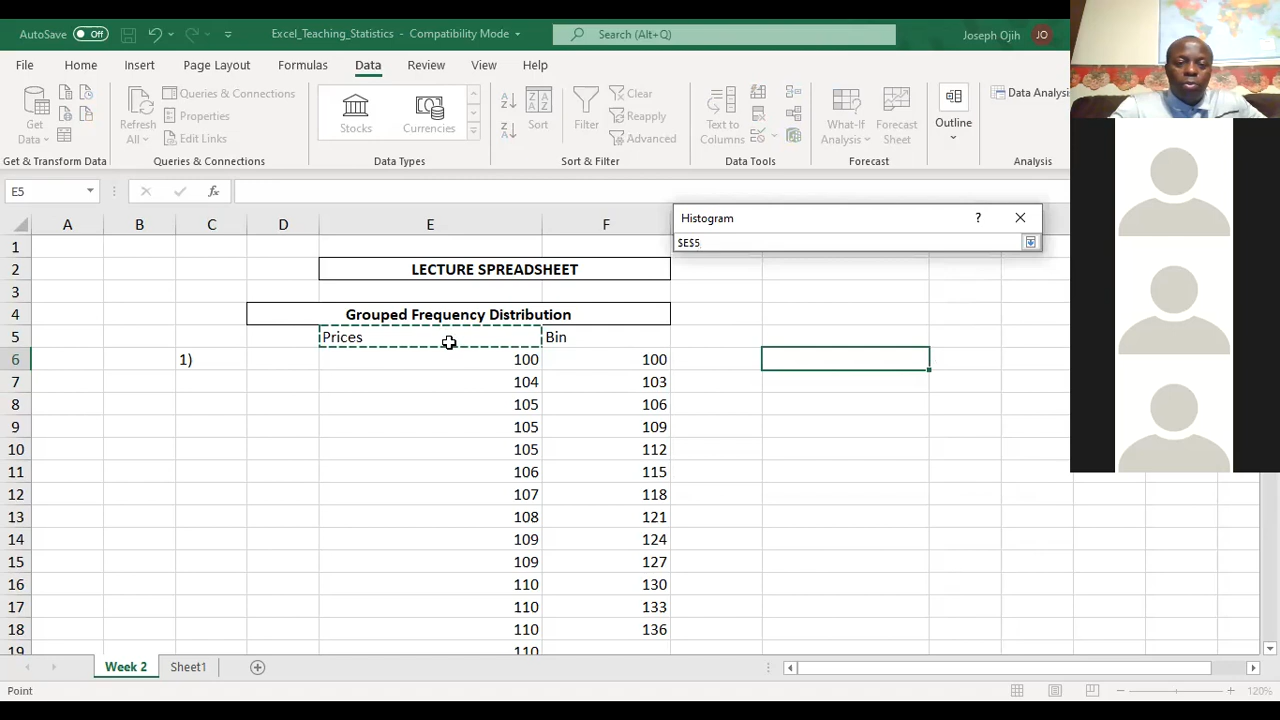 AutoSave Off
Excel_Teaching_Statistics - Compatibility Mode
Search (Alt+Q)
Joseph Ojih JO
File Home Insert Page Layout Formulas Data Review View Help
Get Data
Refresh All
Queries & Connections
Properties
Edit Links
Stocks
Currencies
Sort
Filter
Clear
Reapply
Advanced
Text to Columns
What-If Analysis
Forecast Sheet
Outline
Data Analysis
Get & Transform Data Queries & Connections Data Types Sort & Filter Data Tools Forecast Analysis
E5 fx
Histogram ?
$E$5
A B C D E F
1
2 LECTURE SPREADSHEET
3
4 Grouped Frequency Distribution
5 Prices Bin
6 1) 100 100
7 104 103
8 105 106
9 105 109
10 105 112
11 106 115
12 107 118
13 108 121
14 109 124
15 109 127
16 110 130
17 110 133
18 110 136
19 110
Week 2 Sheet1
Point 120%